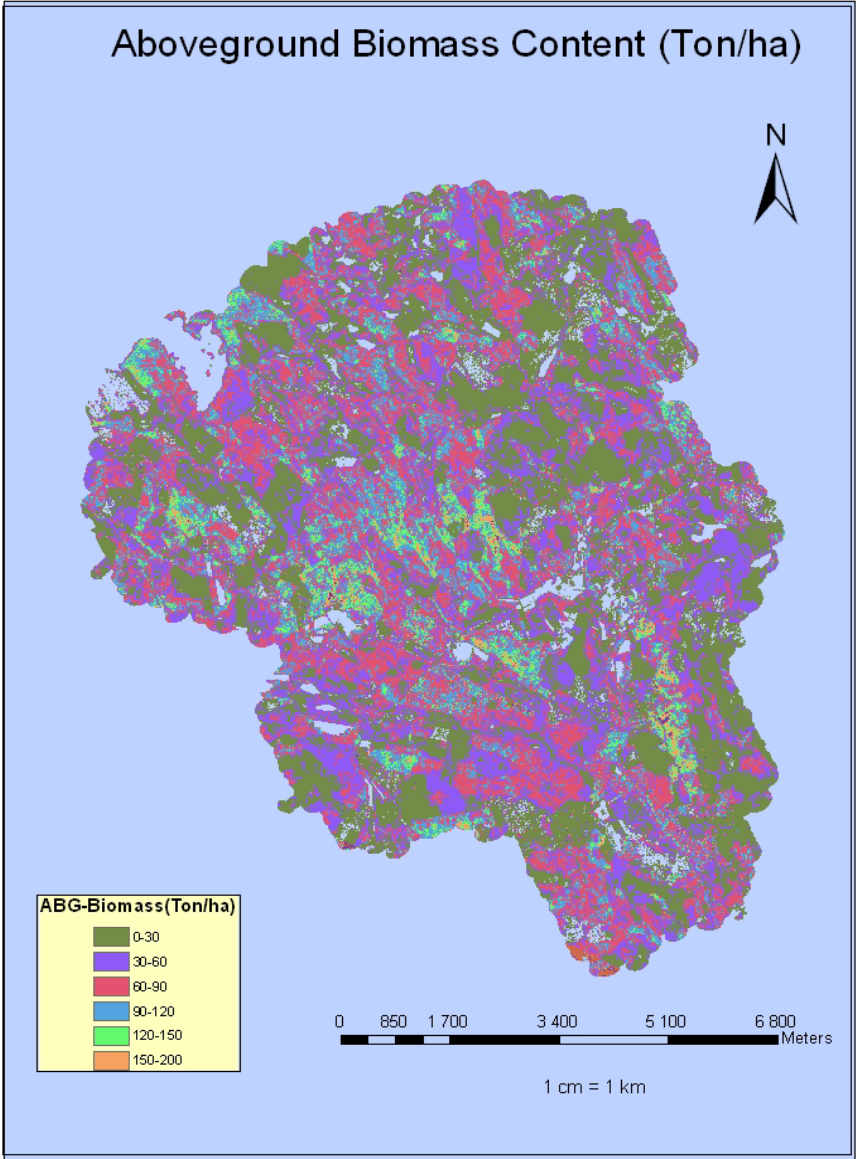 Aboveground Biomass Content (Ton/ha)
N
ABG-Biomass(Ton/ha)
0-30
30-60
60-90
90-120
120-150
150-200
0 850 1 700 3 400 5 100 6 800
Meters
1 cm = 1 km